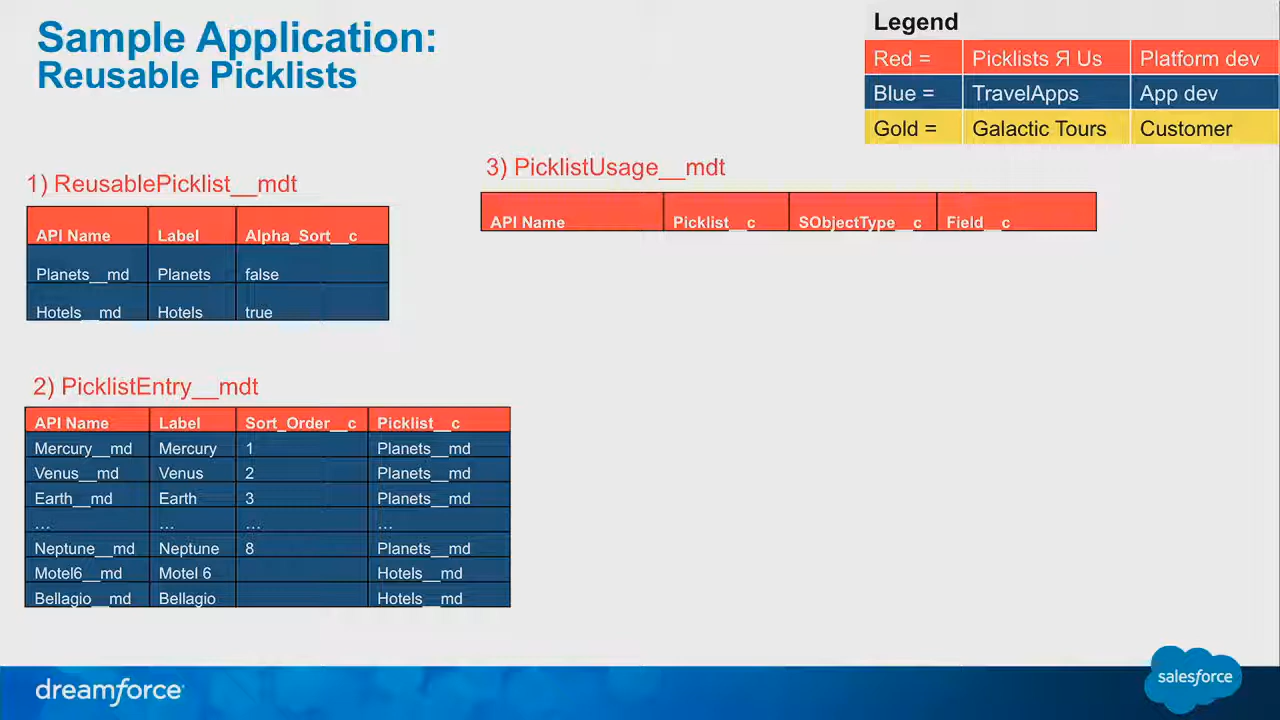 Sample Application:
Reusable Picklists
Legend
Red = Picklists Я Us Platform dev
Blue = TravelApps App dev
Gold = Galactic Tours Customer
1) ReusablePicklist__mdt
API Name Label Alpha_Sort__c
Planets__md Planets false
Hotels__md Hotels true
3) PicklistUsage__mdt
API Name Picklist__c SObjectType__c Field__c
2) PicklistEntry__mdt
API Name Label Sort_Order__c Picklist__c
Mercury__md Mercury 1 Planets__md
Venus__md Venus 2 Planets__md
Earth__md Earth 3 Planets__md
… … … …
Neptune__md Neptune 8 Planets__md
Motel6__md Motel 6 Hotels__md
Bellagio__md Bellagio Hotels__md
dreamforce
salesforce